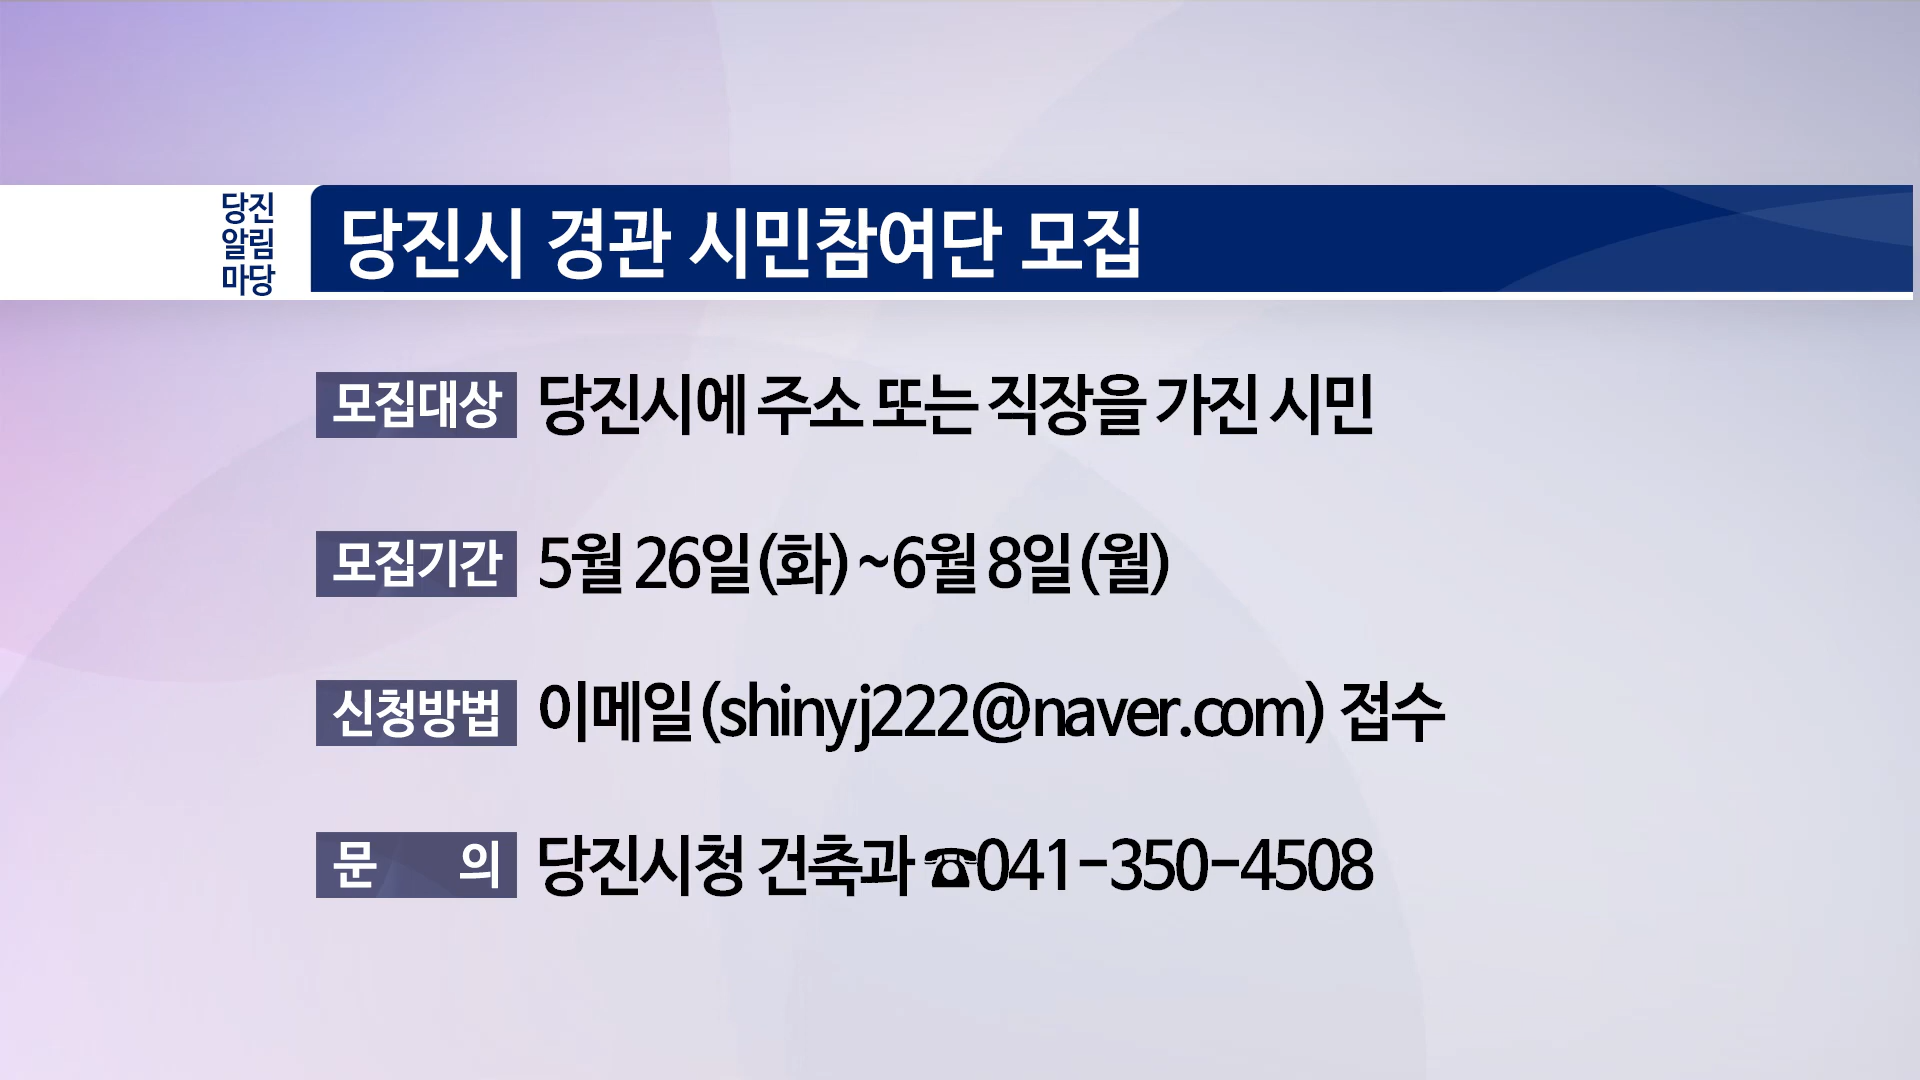 당진
알림
마당
당진시 경관 시민참여단 모집
모집대상 당진시에 주소 또는 직장을 가진 시민
모집기간 5월 26일(화)~6월 8일(월)
신청방법 이메일(shinyj222@naver.com) 접수
문 의 당진시청 건축과 ☎041-350-4508